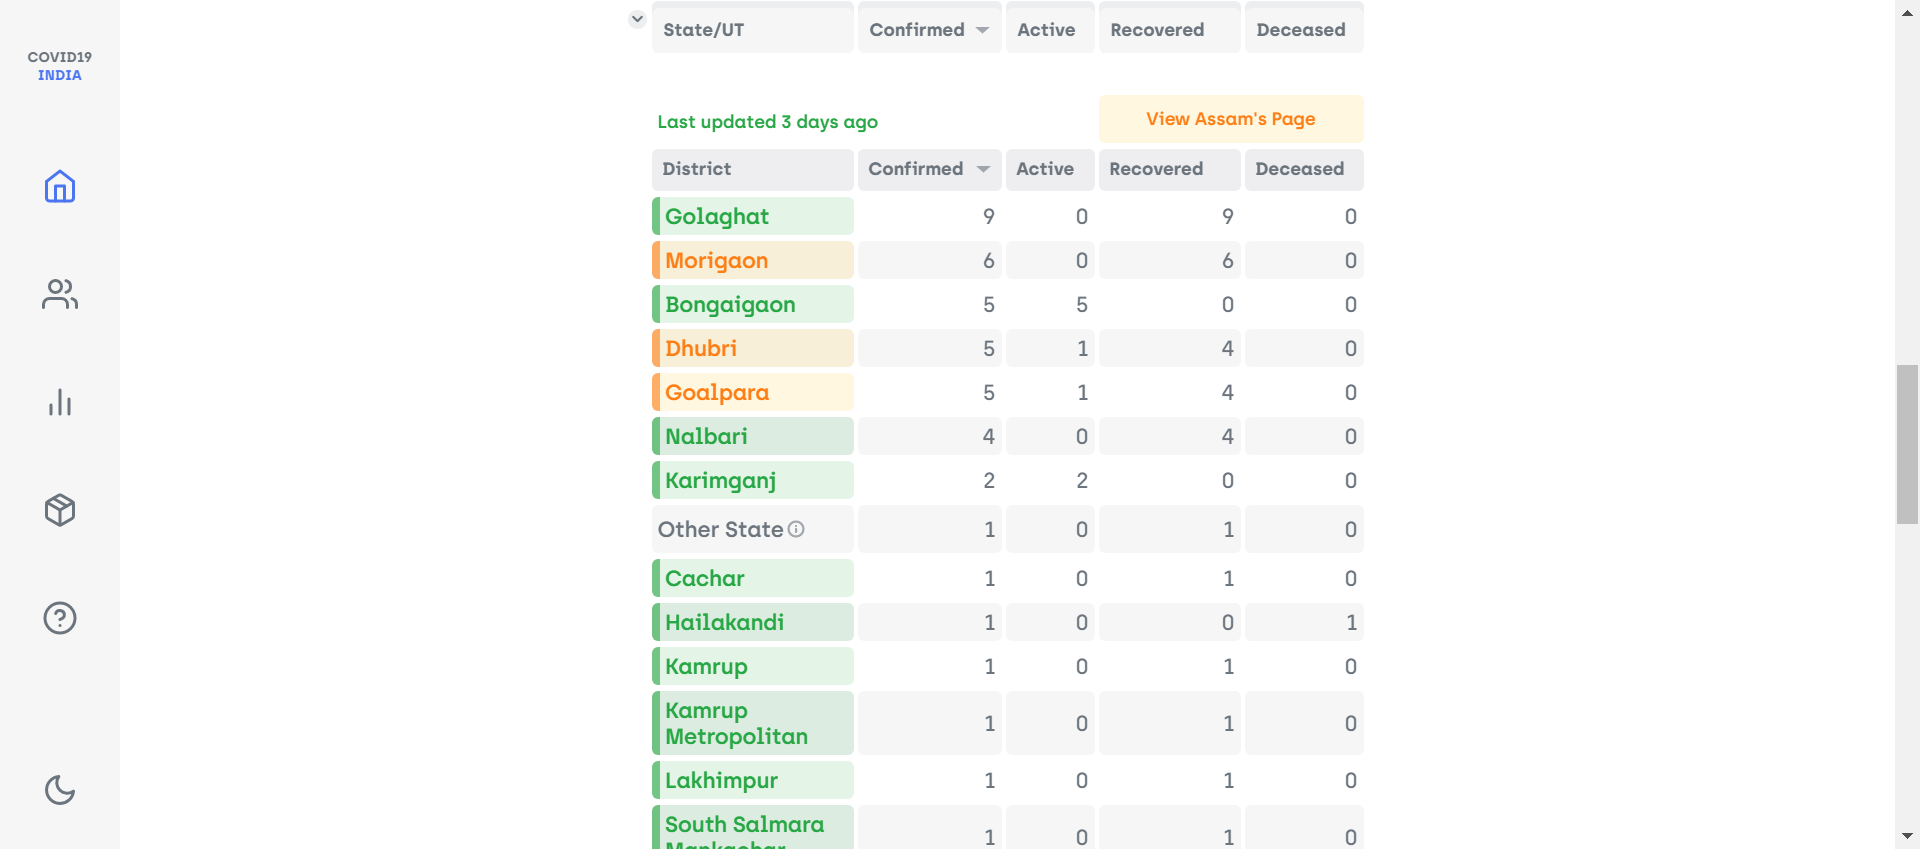 COVID19
INDIA
State/UT Confirmed Active Recovered Deceased
Last updated 3 days ago View Assam's Page
District Confirmed Active Recovered Deceased
Golaghat 9 0 9 0
Morigaon 6 0 6 0
Bongaigaon 5 5 0 0
Dhubri 5 1 4 0
Goalpara 5 1 4 0
Nalbari 4 0 4 0
Karimganj 2 2 0 0
Other State 1 0 1 0
Cachar 1 0 1 0
Hailakandi 1 0 0 1
Kamrup 1 0 1 0
Kamrup
Metropolitan 1 0 1 0
Lakhimpur 1 0 1 0
South Salmara
Mankachar 1 0 1 0